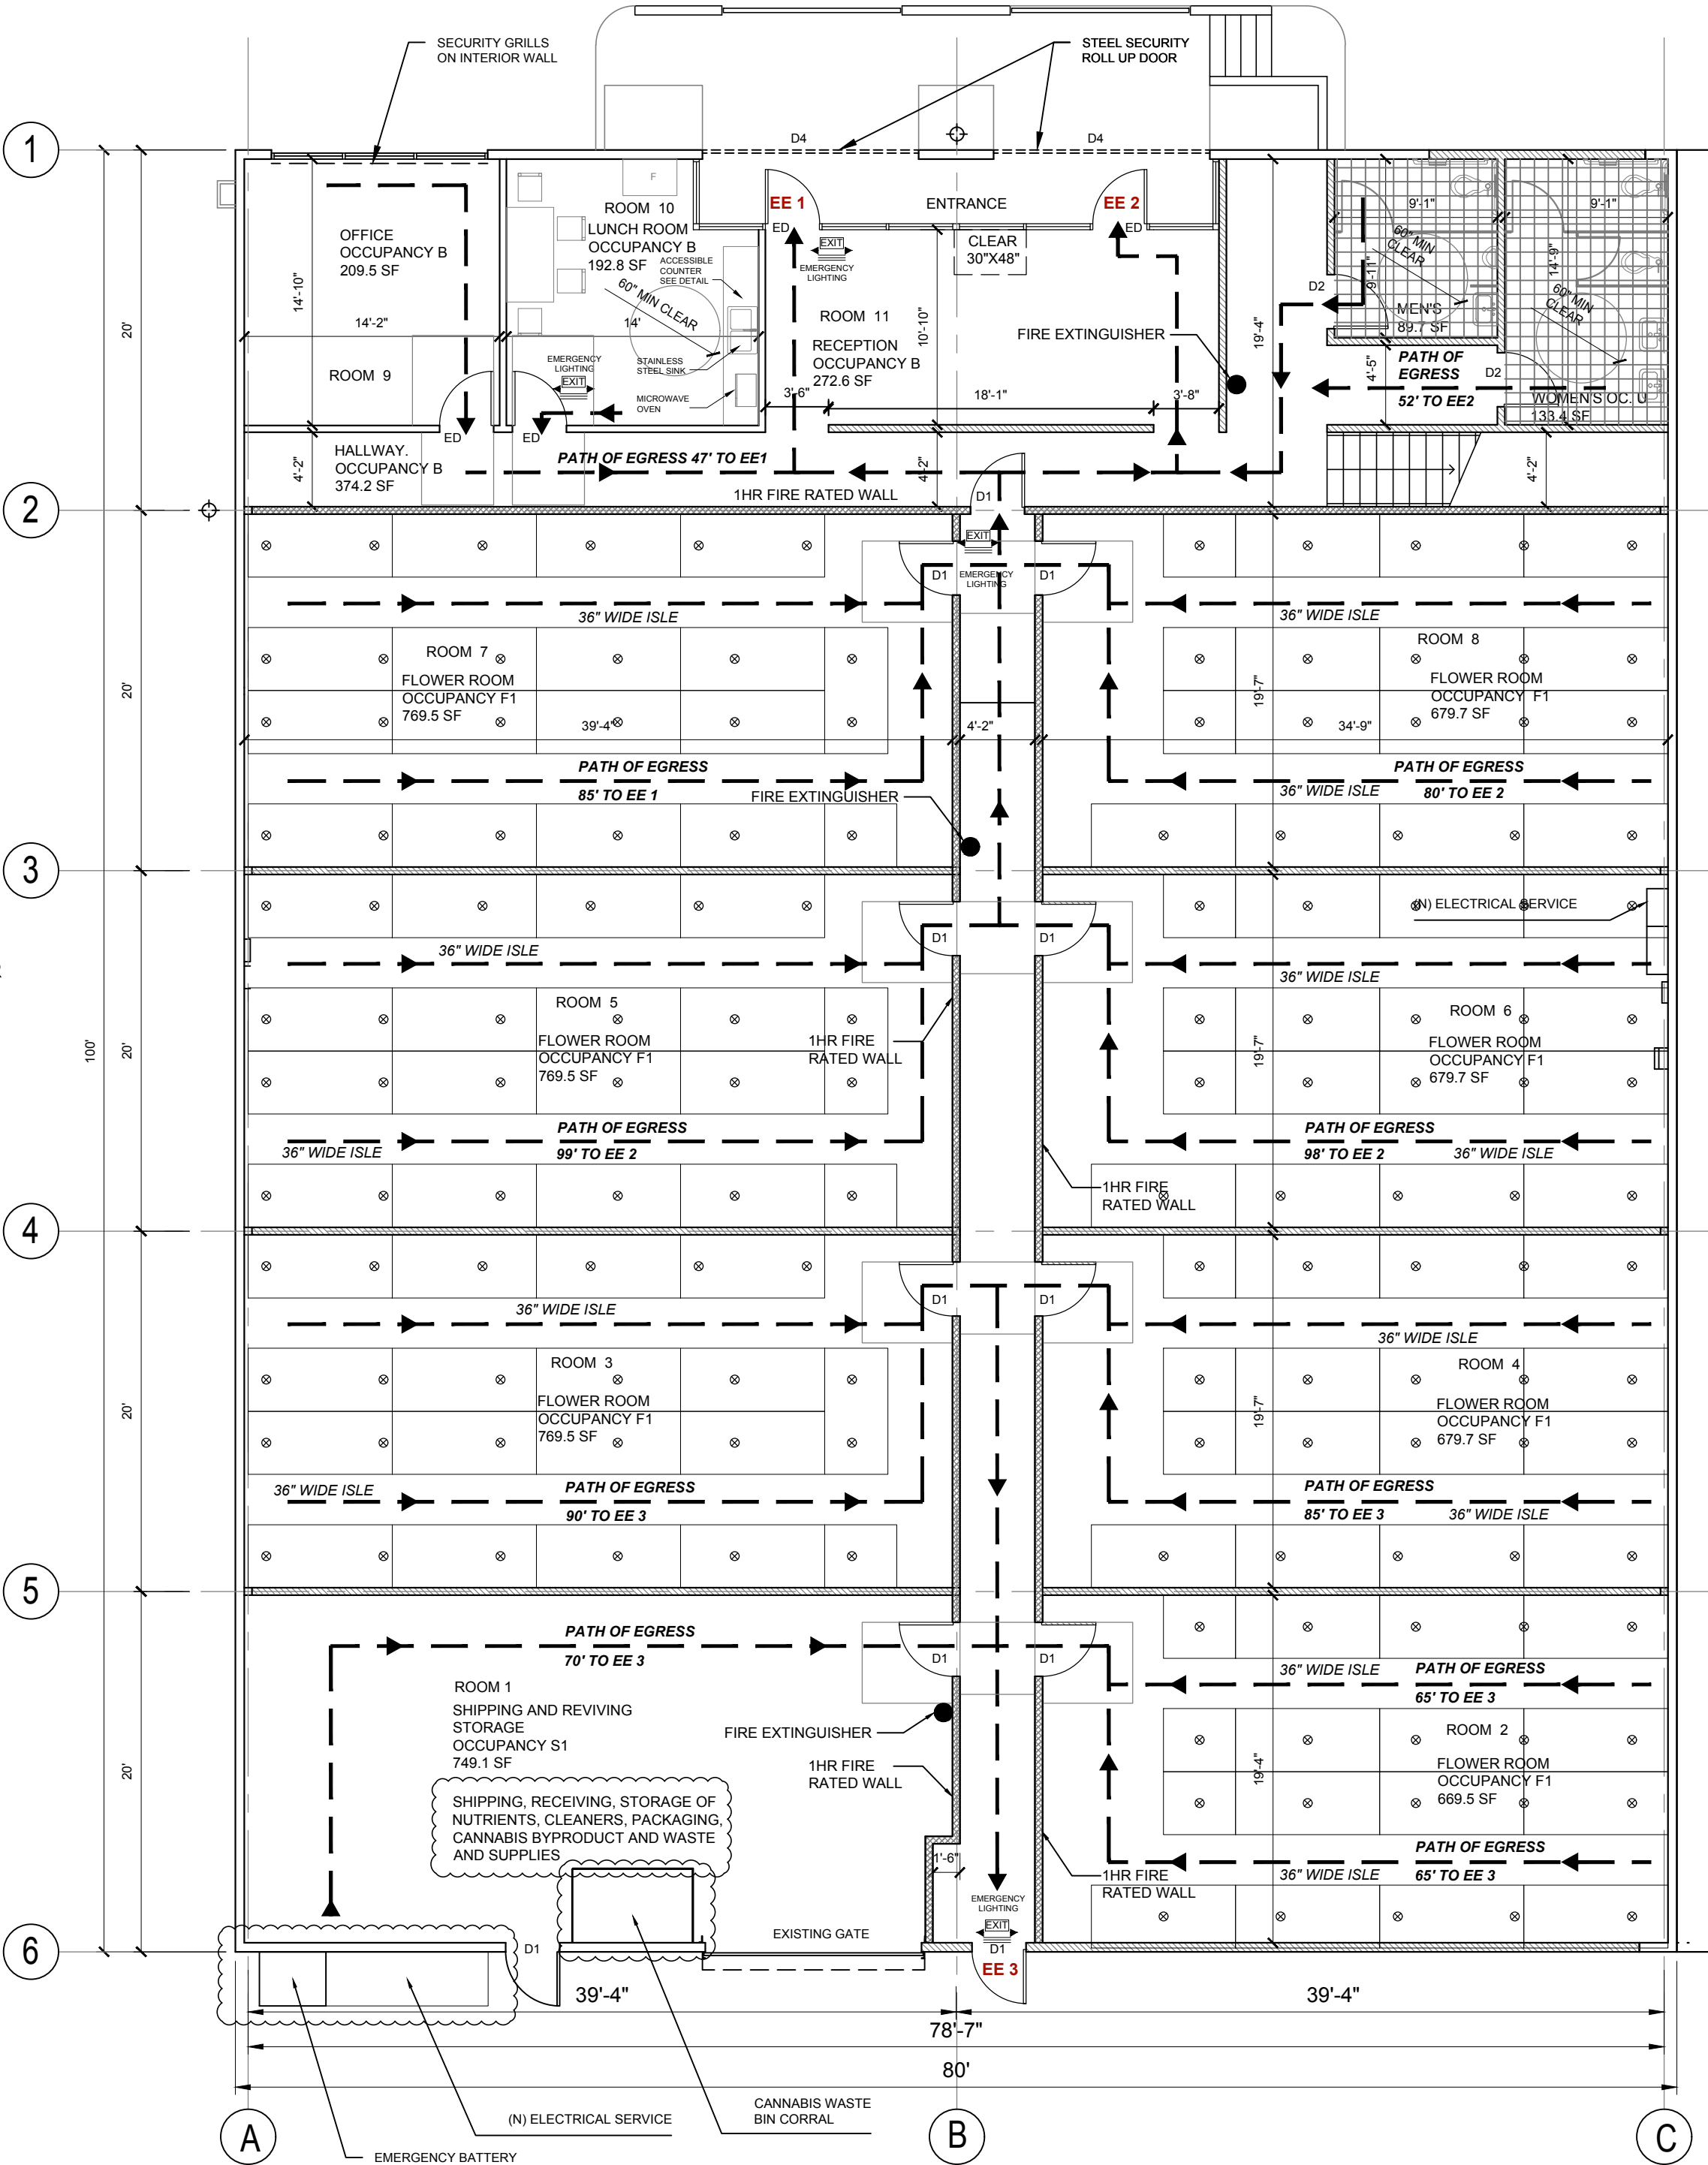 SECURITY GRILLS
ON INTERIOR WALL
STEEL SECURITY
ROLL UP DOOR
1
D4
D4
F
ROOM 10
LUNCH ROOM
OCCUPANCY B
192.8 SF
ACCESSIBLE
COUNTER
SEE DETAIL
60" MIN CLEAR
14'
STAINLESS
STEEL SINK
MICROWAVE
OVEN
EMERGENCY
LIGHTING
EXIT
ED
OFFICE
OCCUPANCY B
209.5 SF
14'-10"
14'-2"
ROOM 9
ED
EE 1
ED
EXIT
EMERGENCY
LIGHTING
ENTRANCE
EE 2
ED
CLEAR
30"X48"
ROOM 11
RECEPTION
OCCUPANCY B
272.6 SF
10'-10"
3'-6"
18'-1"
3'-8"
FIRE EXTINGUISHER
19'-4"
D2
9'-1"
60" MIN
CLEAR
9'-11"
MEN'S
89.7 SF
9'-1"
14'-9"
60" MIN
CLEAR
4'-5"
PATH OF
EGRESS
52' TO EE2
D2
WOMEN'S OC. U
133.4 SF
20'
HALLWAY.
OCCUPANCY B
374.2 SF
4'-2"
PATH OF EGRESS 47' TO EE1
4'-2"
4'-2"
1HR FIRE RATED WALL
D1
2
EXIT
EMERGENCY
LIGHTING
D1
D1
36" WIDE ISLE
36" WIDE ISLE
ROOM 7
FLOWER ROOM
OCCUPANCY F1
769.5 SF
39'-4"
4'-2"
ROOM 8
FLOWER ROOM
OCCUPANCY F1
679.7 SF
19'-7"
34'-9"
20'
PATH OF EGRESS
85' TO EE 1
FIRE EXTINGUISHER
PATH OF EGRESS
36" WIDE ISLE
80' TO EE 2
3
(N) ELECTRICAL SERVICE
D1
D1
36" WIDE ISLE
36" WIDE ISLE
ROOM 5
FLOWER ROOM
OCCUPANCY F1
769.5 SF
1HR FIRE
RATED WALL
ROOM 6
FLOWER ROOM
OCCUPANCY F1
679.7 SF
19'-7"
100'
20'
PATH OF EGRESS
99' TO EE 2
36" WIDE ISLE
PATH OF EGRESS
98' TO EE 2
36" WIDE ISLE
1HR FIRE
RATED WALL
4
D1
D1
36" WIDE ISLE
36" WIDE ISLE
ROOM 3
FLOWER ROOM
OCCUPANCY F1
769.5 SF
ROOM 4
FLOWER ROOM
OCCUPANCY F1
679.7 SF
19'-7"
20'
36" WIDE ISLE
PATH OF EGRESS
90' TO EE 3
PATH OF EGRESS
85' TO EE 3
36" WIDE ISLE
5
PATH OF EGRESS
70' TO EE 3
D1
D1
36" WIDE ISLE
PATH OF EGRESS
65' TO EE 3
ROOM 1
SHIPPING AND REVIVING
STORAGE
OCCUPANCY S1
749.1 SF
FIRE EXTINGUISHER
1HR FIRE
RATED WALL
ROOM 2
FLOWER ROOM
OCCUPANCY F1
669.5 SF
19'-4"
20'
SHIPPING, RECEIVING, STORAGE OF
NUTRIENTS, CLEANERS, PACKAGING,
CANNABIS BYPRODUCT AND WASTE
AND SUPPLIES
1'-6"
PATH OF EGRESS
36" WIDE ISLE
65' TO EE 3
1HR FIRE
RATED WALL
EMERGENCY
LIGHTING
EXIT
EXISTING GATE
6
D1
D1
EE 3
39'-4"
39'-4"
78'-7"
80'
(N) ELECTRICAL SERVICE
CANNABIS WASTE
BIN CORRAL
EMERGENCY BATTERY
A
B
C